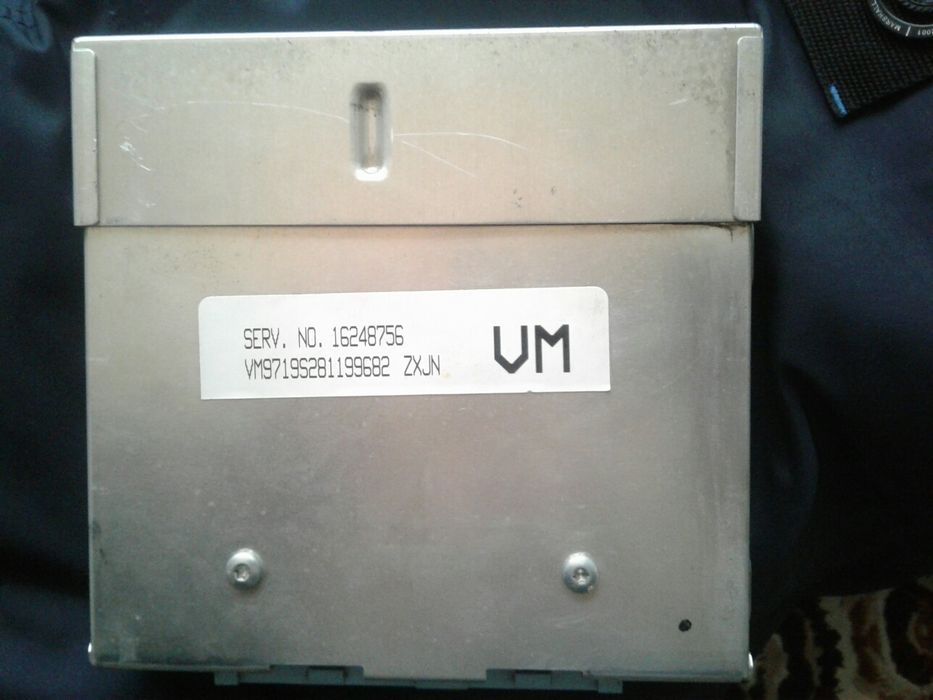 SERV. NO. 16248756
VM9719S281199682 ZXJN
VM